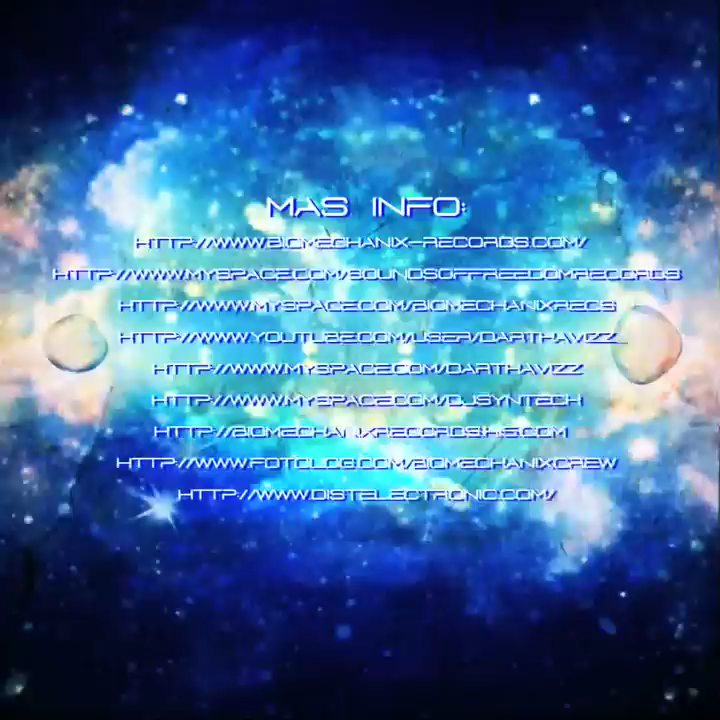 MAS INFO:
HTTP://WWW.BIOMECHANIX-RECORDS.COM/
HTTP://WWW.MYSPACE.COM/SOUNDSOFFREEDOMRECORDS
HTTP://WWW.MYSPACE.COM/BIOMECHANIXRECS
HTTP://WWW.YOUTUBE.COM/USER/DARTHAVIZZ_
HTTP://WWW.MYSPACE.COM/DARTHAVIZZ
HTTP://WWW.MYSPACE.COM/DJSYNTECH
HTTP://BIOMECHANIXRECORDS.HI5.COM
HTTP://WWW.FOTOLOG.COM/BIOMECHANIXCREW
HTTP://WWW.DISTELECTRONIC.COM/